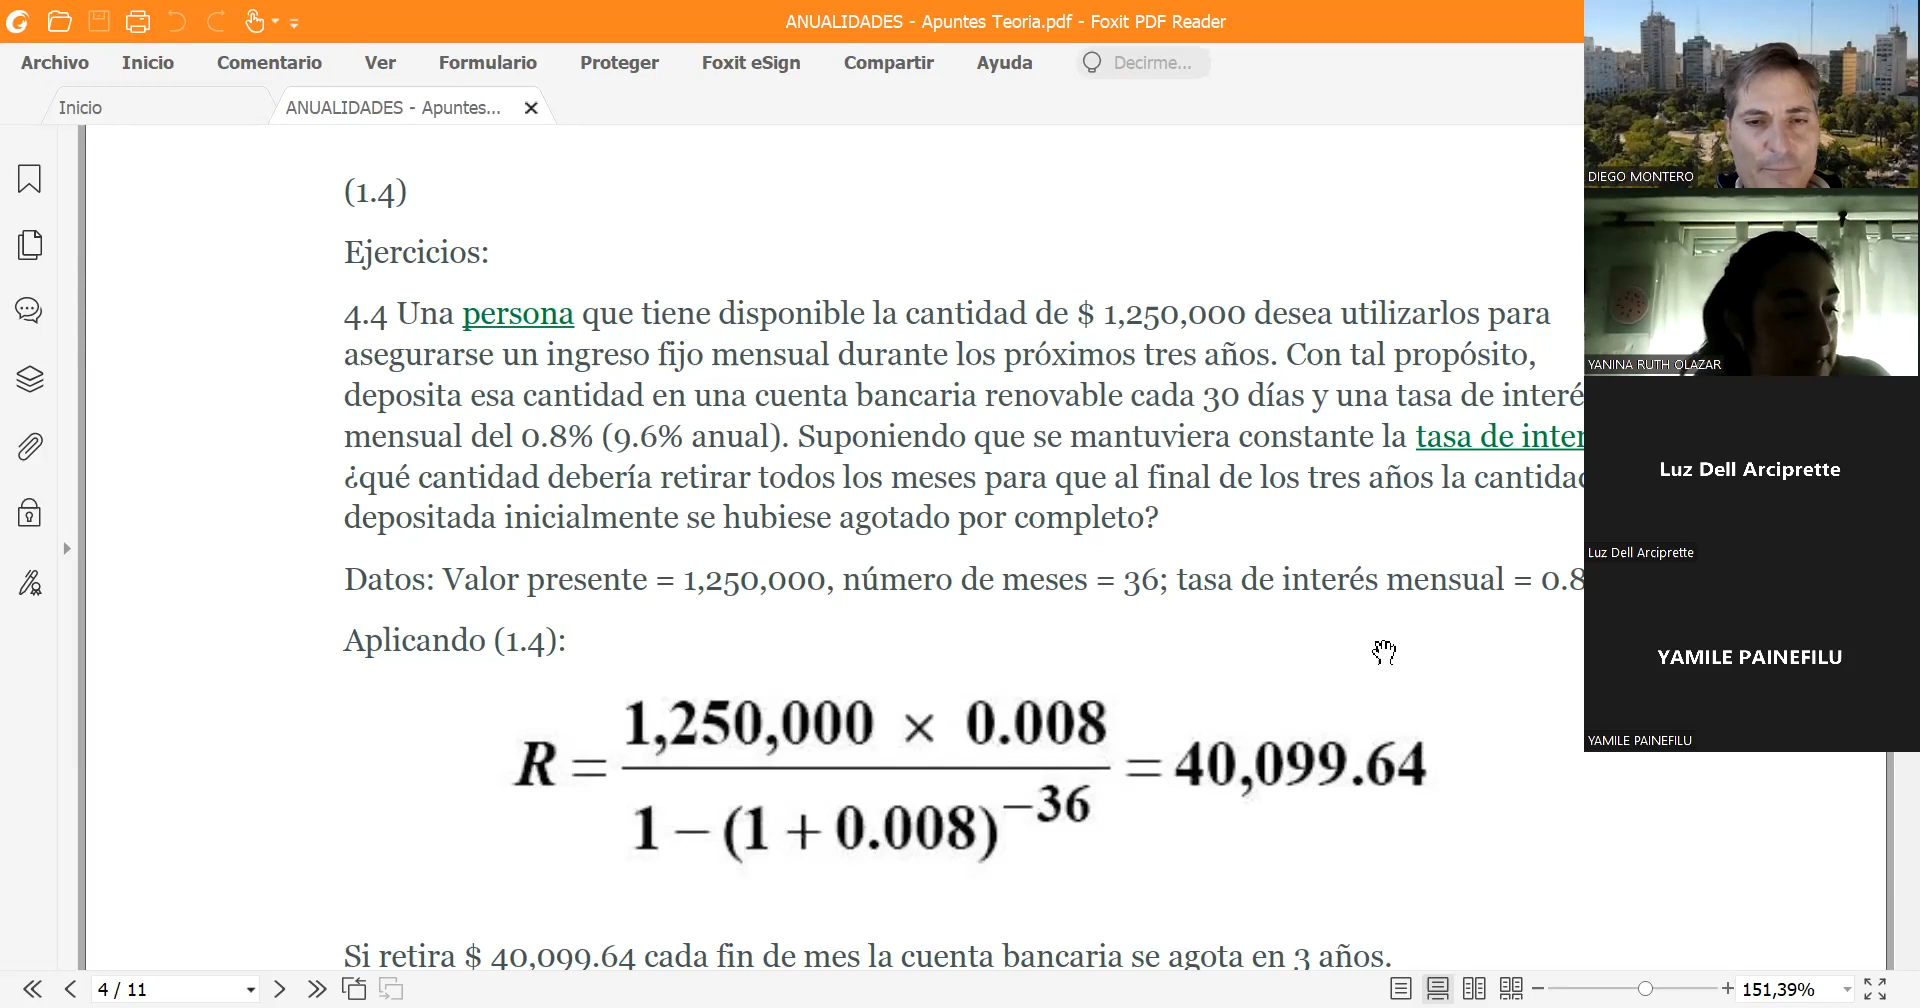 ANUALIDADES - Apuntes Teoria.pdf - Foxit PDF Reader
Archivo Inicio Comentario Ver Formulario Proteger Foxit eSign Compartir Ayuda Decirme...
Inicio ANUALIDADES - Apuntes...
(1.4)
Ejercicios:
4.4 Una persona que tiene disponible la cantidad de $ 1,250,000 desea utilizarlos para
asegurarse un ingreso fijo mensual durante los próximos tres años. Con tal propósito,
deposita esa cantidad en una cuenta bancaria renovable cada 30 días y una tasa de interé
mensual del 0.8% (9.6% anual). Suponiendo que se mantuviera constante la tasa de inter
¿qué cantidad debería retirar todos los meses para que al final de los tres años la cantidad
depositada inicialmente se hubiese agotado por completo?
Datos: Valor presente = 1,250,000, número de meses = 36; tasa de interés mensual = 0.8
Aplicando (1.4):
R = 1,250,000 × 0.008 / 1 − (1 + 0.008)^−36 = 40,099.64
Si retira $ 40,099.64 cada fin de mes la cuenta bancaria se agota en 3 años.
DIEGO MONTERO
YANINA RUTH OLAZAR
Luz Dell Arciprette
Luz Dell Arciprette
YAMILE PAINEFILU
YAMILE PAINEFILU
4 / 11
151,39%